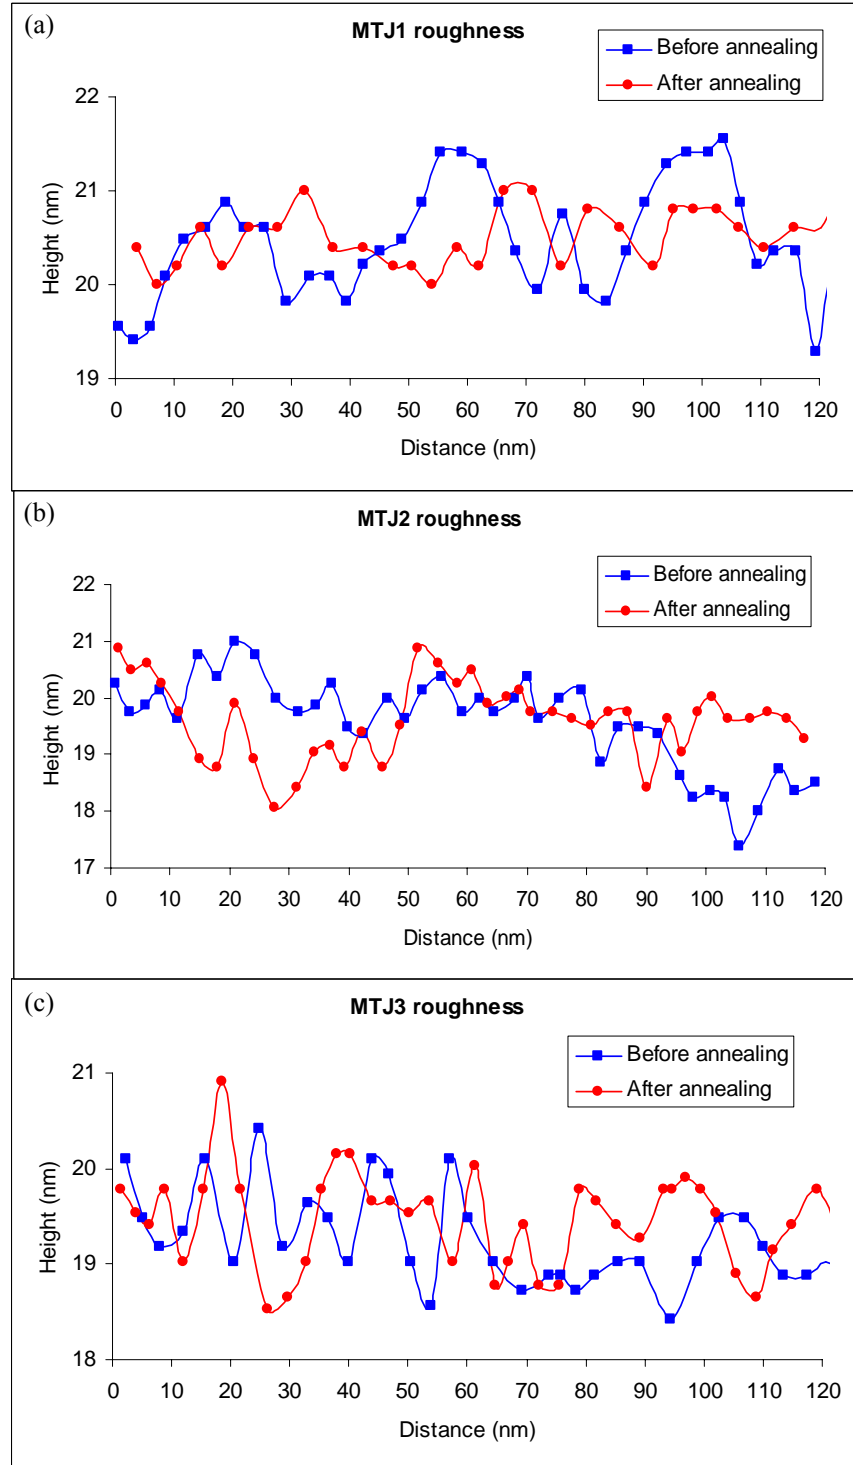 (a)
MTJ1 roughness
Before annealing
After annealing
22
21
20
19
Height (nm)
0 10 20 30 40 50 60 70 80 90 100 110 120
Distance (nm)
(b)
MTJ2 roughness
Before annealing
After annealing
22
21
20
19
18
17
Height (nm)
0 10 20 30 40 50 60 70 80 90 100 110 120
Distance (nm)
(c)
MTJ3 roughness
Before annealing
After annealing
21
20
19
18
Height (nm)
0 10 20 30 40 50 60 70 80 90 100 110 120
Distance (nm)